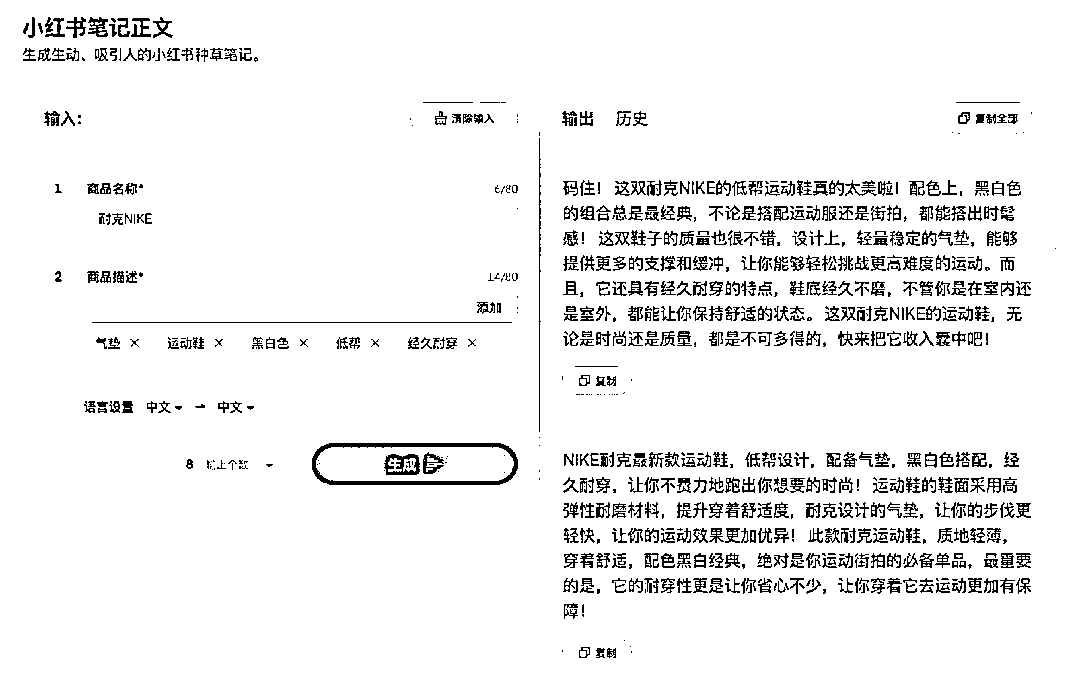 小红书笔记正文
生成生动、吸引人的小红书种草笔记。
输入:
清除输入
1 商品名称* 6/80
耐克NIKE
2 商品描述* 14/80
添加
气垫 × 运动鞋 × 黑白色 × 低帮 × 经久耐穿 ×
语言设置 中文 → 中文
8 输出个数
生成
输出 历史
复制全部
码住！这双耐克NIKE的低帮运动鞋真的太美啦！配色上，黑白色
的组合总是最经典，不论是搭配运动服还是街拍，都能搭出时髦
感！这双鞋子的质量也很不错，设计上，轻量稳定的气垫，能够
提供更多的支撑和缓冲，让你能够轻松挑战更高难度的运动。而
且，它还具有经久耐穿的特点，鞋底经久不磨，不管你是在室内还
是室外，都能让你保持舒适的状态。这双耐克NIKE的运动鞋，无
论是时尚还是质量，都是不可多得的，快来把它收入囊中吧！
复制
NIKE耐克最新款运动鞋，低帮设计，配备气垫，黑白色搭配，经
久耐穿，让你不费力地跑出你想要的时尚！运动鞋的鞋面采用高
弹性耐磨材料，提升穿着舒适度，耐克设计的气垫，让你的步伐更
轻快，让你的运动效果更加优异！此款耐克运动鞋，质地轻薄，
穿着舒适，配色黑白经典，绝对是你运动街拍的必备单品，最重要
的是，它的耐穿性更是让你省心不少，让你穿着它去运动更加有保
障！
复制